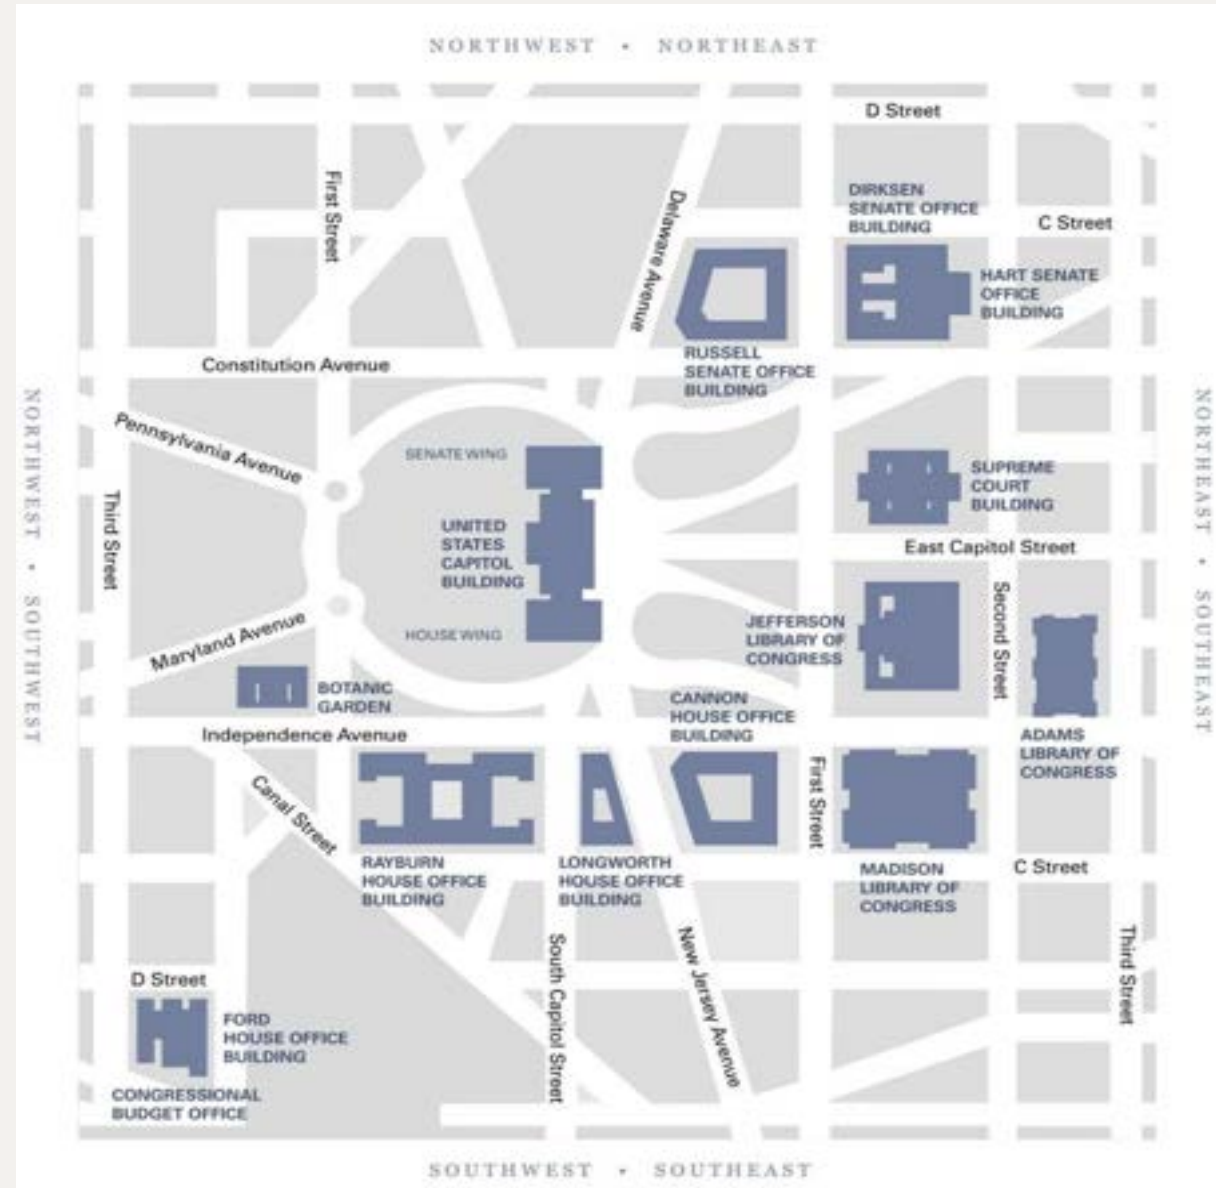 NORTHWEST • NORTHEAST
D Street
First Street
Delaware Avenue
DIRKSEN
SENATE OFFICE
BUILDING
C Street
HART SENATE
OFFICE
BUILDING
RUSSELL
SENATE OFFICE
BUILDING
Constitution Avenue
NORTHWEST • SOUTHWEST
NORTHEAST • SOUTHEAST
Pennsylvania Avenue
Third Street
SENATE WING
UNITED
STATES
CAPITOL
BUILDING
HOUSE WING
SUPREME
COURT
BUILDING
East Capitol Street
Second Street
JEFFERSON
LIBRARY OF
CONGRESS
Maryland Avenue
BOTANIC
GARDEN
CANNON
HOUSE OFFICE
BUILDING
ADAMS
LIBRARY OF
CONGRESS
Independence Avenue
Canal Street
First Street
RAYBURN
HOUSE OFFICE
BUILDING
LONGWORTH
HOUSE OFFICE
BUILDING
MADISON
LIBRARY OF
CONGRESS
C Street
South Capitol Street
New Jersey Avenue
Third Street
D Street
FORD
HOUSE OFFICE
BUILDING
CONGRESSIONAL
BUDGET OFFICE
SOUTHWEST • SOUTHEAST